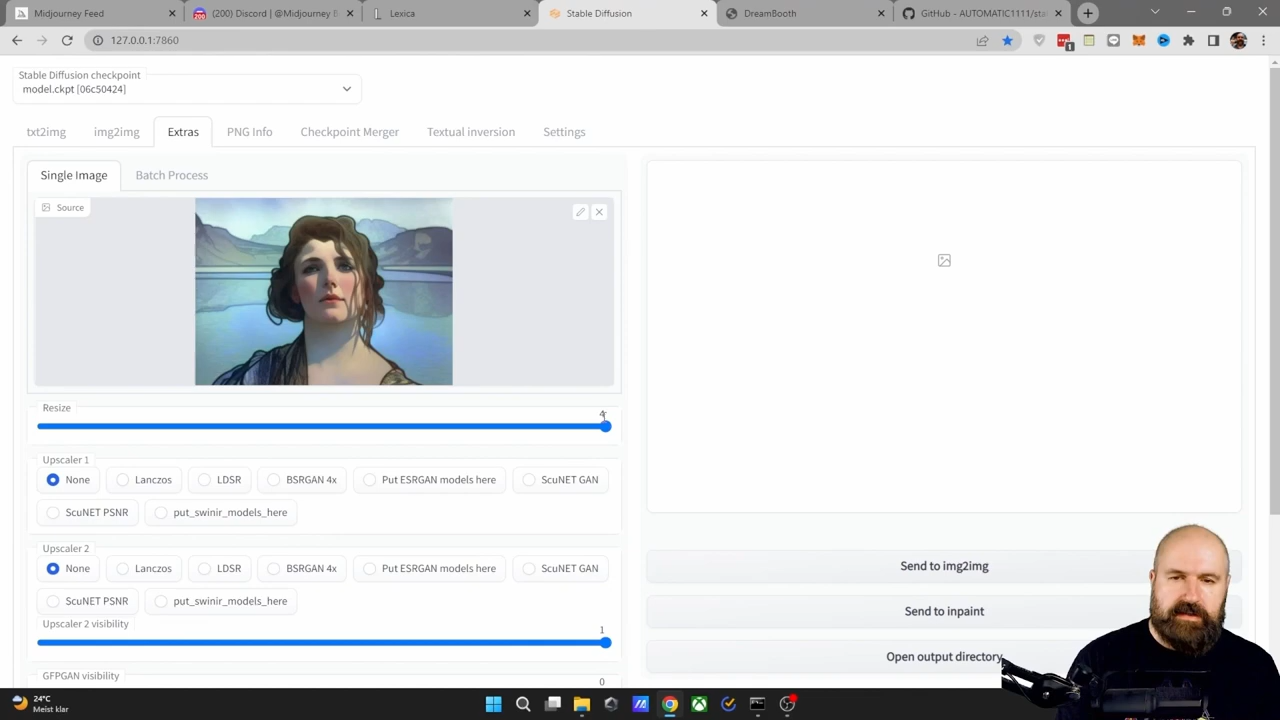 Midjourney Feed
200
(200) Discord | @Midjourney B
Lexica
Stable Diffusion
DreamBooth
GitHub - AUTOMATIC1111/sta
127.0.0.1:7860
1
Stable Diffusion checkpoint
model.ckpt [06c50424]
txt2img
img2img
Extras
PNG Info
Checkpoint Merger
Textual inversion
Settings
Single Image
Batch Process
Source
Resize
4
Upscaler 1
None
Lanczos
LDSR
BSRGAN 4x
Put ESRGAN models here
ScuNET GAN
ScuNET PSNR
put_swinir_models_here
Upscaler 2
None
Lanczos
LDSR
BSRGAN 4x
Put ESRGAN models here
ScuNET GAN
ScuNET PSNR
put_swinir_models_here
Upscaler 2 visibility
1
GFPGAN visibility
0
Send to img2img
Send to inpaint
Open output directory
24°C
Meist klar